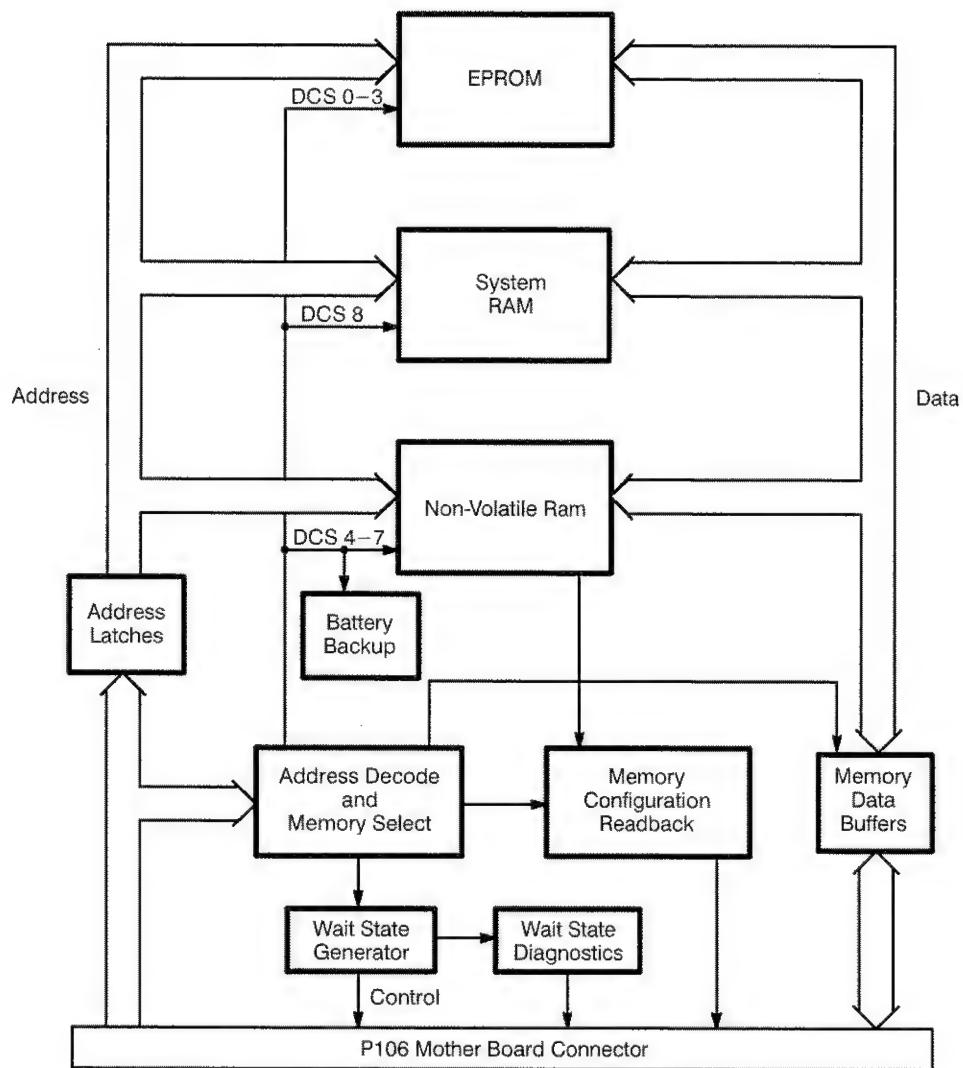 EPROM
DCS 0–3
System
RAM
DCS 8
Address
Data
Non-Volatile Ram
DCS 4–7
Address
Latches
Battery
Backup
Address Decode
and
Memory Select
Memory
Configuration
Readback
Memory
Data
Buffers
Wait State
Generator
Wait State
Diagnostics
Control
P106 Mother Board Connector